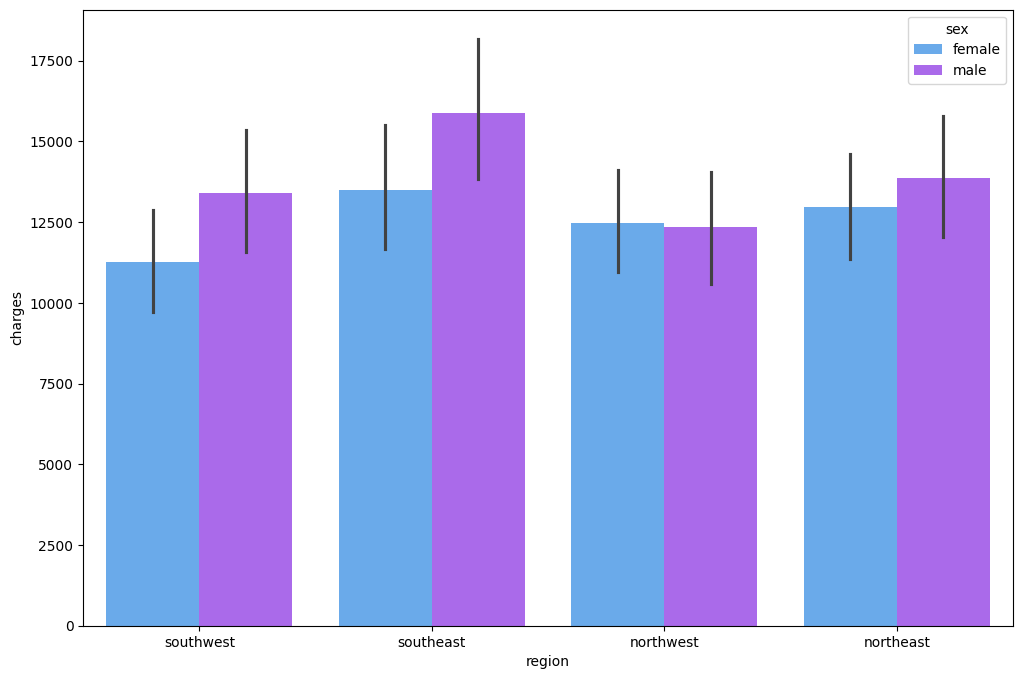 sex
female
male
17500
15000
12500
10000
7500
5000
2500
0
charges
southwest
southeast
northwest
northeast
region